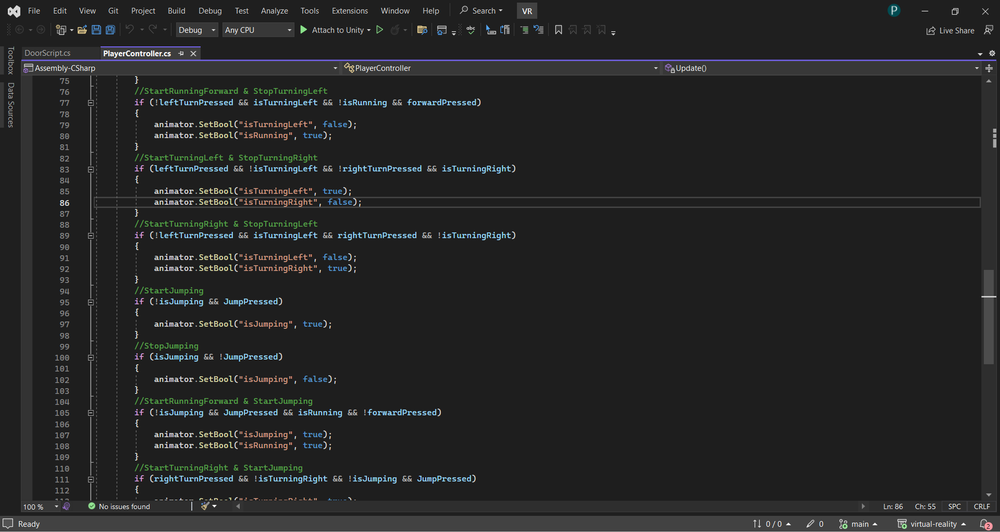 File Edit View Git Project Build Debug Test Analyze Tools Extensions Window Help Search VR P
Debug Any CPU Attach to Unity abc Live Share
Toolbox
Data Sources
DoorScript.cs PlayerController.cs
Assembly-CSharp PlayerController Update()
75 }
76 //StartRunningForward & StopTurningLeft
77 if (!leftTurnPressed && isTurningLeft && !isRunning && forwardPressed)
78 {
79 animator.SetBool("isTurningLeft", false);
80 animator.SetBool("isRunning", true);
81 }
82 //StartTurningLeft & StopTurningRight
83 if (leftTurnPressed && !isTurningLeft && !rightTurnPressed && isTurningRight)
84 {
85 animator.SetBool("isTurningLeft", true);
86 animator.SetBool("isTurningRight", false);
87 }
88 //StartTurningRight & StopTurningLeft
89 if (!leftTurnPressed && isTurningLeft && rightTurnPressed && !isTurningRight)
90 {
91 animator.SetBool("isTurningLeft", false);
92 animator.SetBool("isTurningRight", true);
93 }
94 //StartJumping
95 if (!isJumping && JumpPressed)
96 {
97 animator.SetBool("isJumping", true);
98 }
99 //StopJumping
100 if (isJumping && !JumpPressed)
101 {
102 animator.SetBool("isJumping", false);
103 }
104 //StartRunningForward & StartJumping
105 if (!isJumping && JumpPressed && isRunning && !forwardPressed)
106 {
107 animator.SetBool("isJumping", true);
108 animator.SetBool("isRunning", true);
109 }
110 //StartTurningRight & StartJumping
111 if (rightTurnPressed && !isTurningRight && !isJumping && JumpPressed)
112 {
113 animator.SetBool("isTurningRight", true);
100 % No issues found Ln: 86 Ch: 55 SPC CRLF
Ready 0 / 0 0 main virtual-reality 2